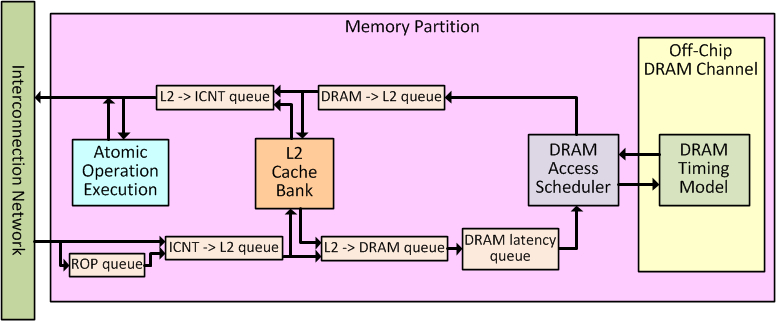 Memory Partition
Interconnection Network
Off-Chip
DRAM Channel
L2 -> ICNT queue
DRAM -> L2 queue
Atomic
Operation
Execution
L2
Cache
Bank
DRAM
Access
Scheduler
DRAM
Timing
Model
ROP queue
ICNT -> L2 queue
L2 -> DRAM queue
DRAM latency
queue